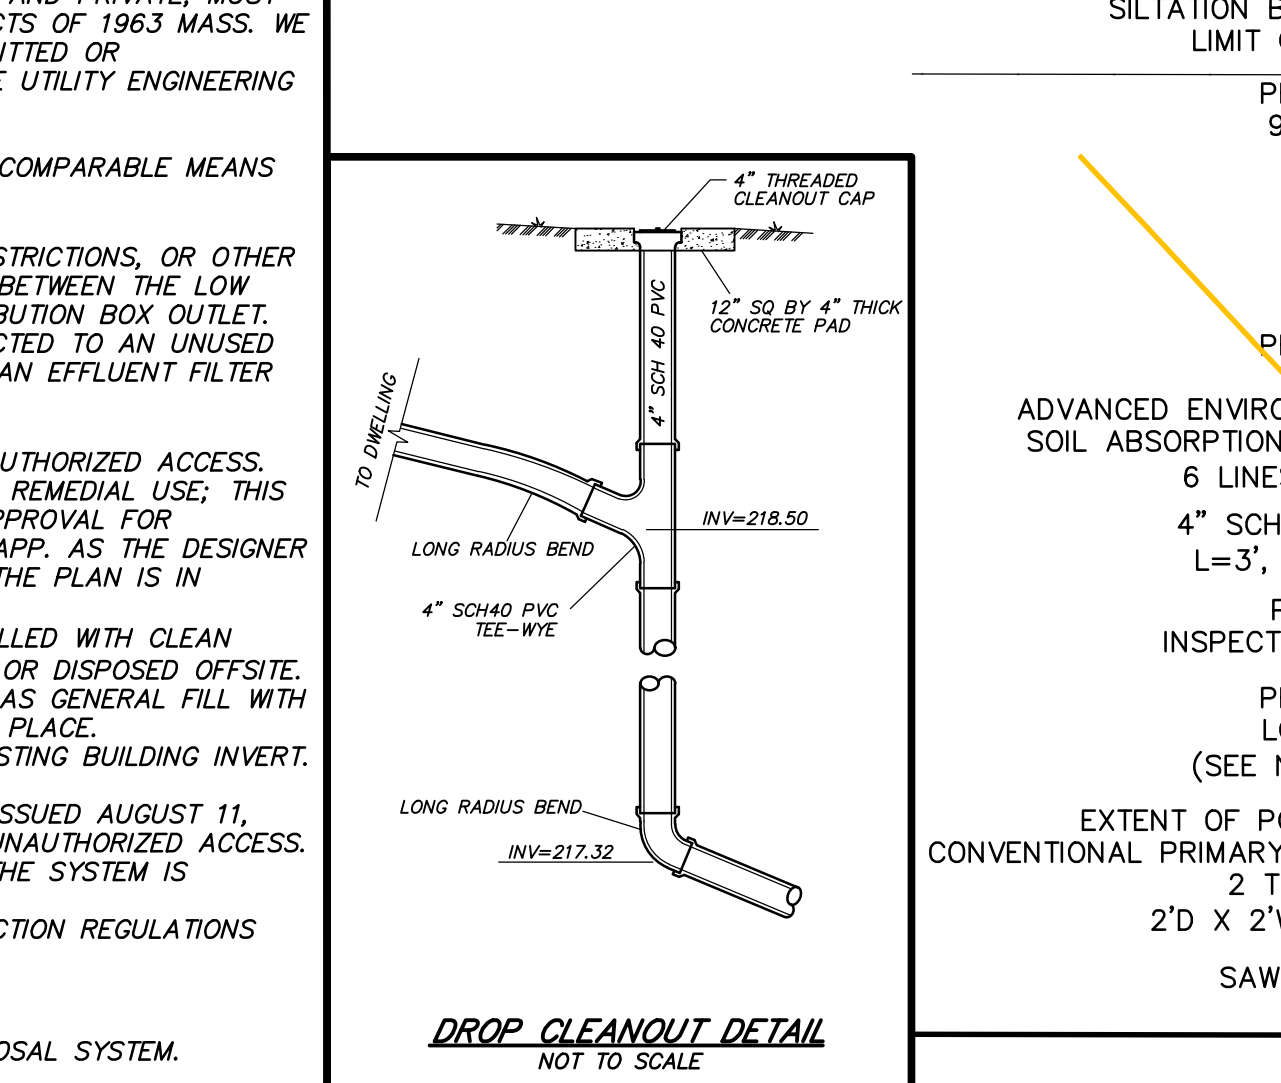 AND PRIVATE, MUST
CTS OF 1963 MASS. WE
ITTED OR
E UTILITY ENGINEERING
COMPARABLE MEANS
STRICTIONS, OR OTHER
BETWEEN THE LOW
BUTION BOX OUTLET.
CTED TO AN UNUSED
AN EFFLUENT FILTER
UTHORIZED ACCESS.
REMEDIAL USE; THIS
PPROVAL FOR
APP. AS THE DESIGNER
THE PLAN IS IN
LLED WITH CLEAN
OR DISPOSED OFFSITE.
AS GENERAL FILL WITH
PLACE.
STING BUILDING INVERT.
SSUED AUGUST 11,
UNAUTHORIZED ACCESS.
THE SYSTEM IS
CTION REGULATIONS
OSAL SYSTEM.
4" THREADED
CLEANOUT CAP
12" SQ BY 4" THICK
CONCRETE PAD
4" SCH 40 PVC
TO DWELLING
INV=218.50
LONG RADIUS BEND
4" SCH40 PVC
TEE-WYE
LONG RADIUS BEND
INV=217.32
DROP CLEANOUT DETAIL
NOT TO SCALE
SILTATION B
LIMIT
P
9
P
ADVANCED ENVIRO
SOIL ABSORPTION
6 LINES
4" SCH
L=3',
INSPECT
P
LO
(SEE N
EXTENT OF PO
CONVENTIONAL PRIMARY
2 T
2'D X 2'W
SAW